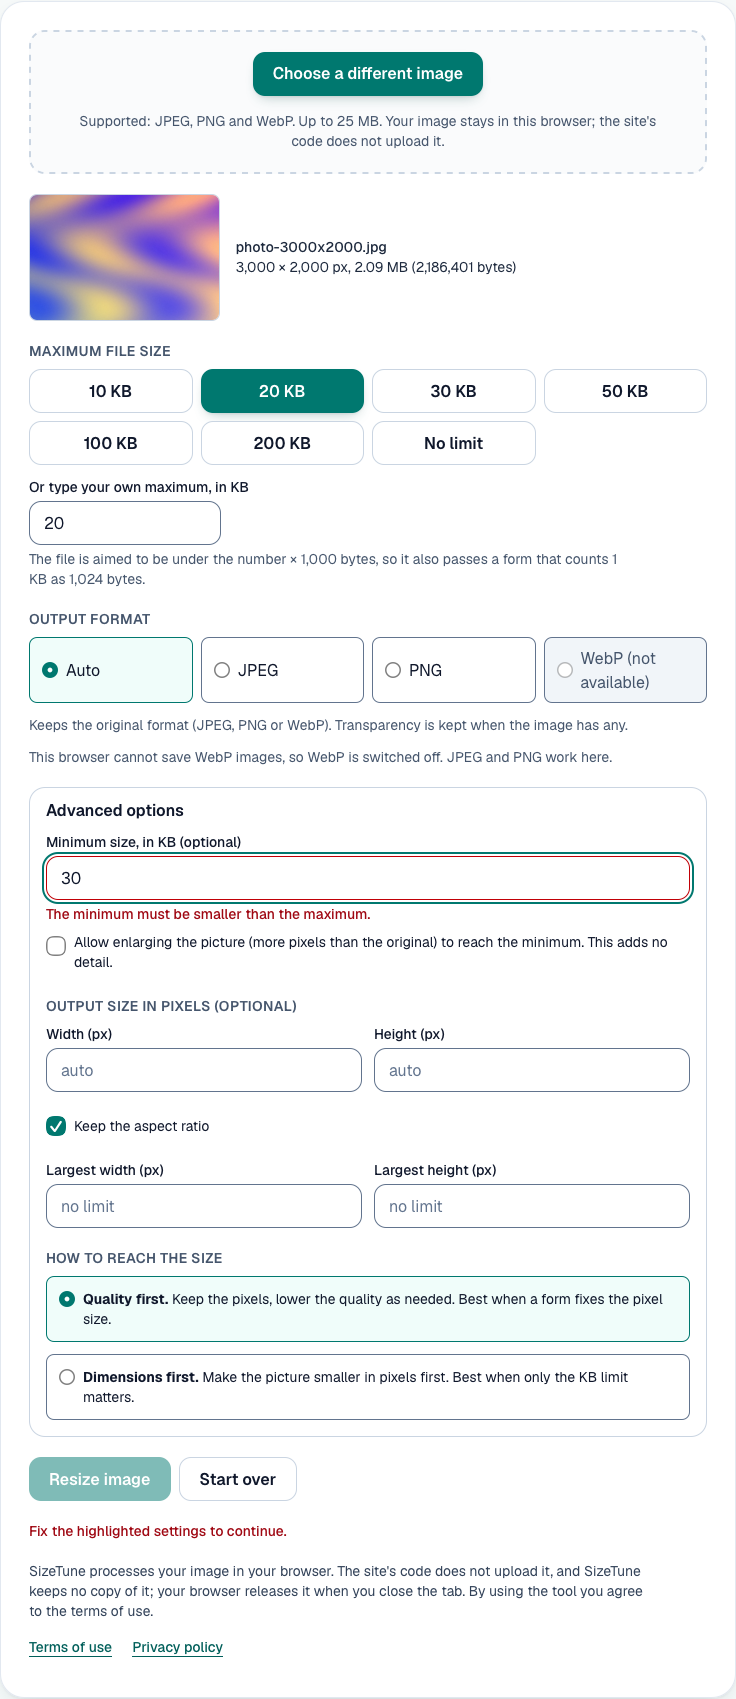 Choose a different image
Supported: JPEG, PNG and WebP. Up to 25 MB. Your image stays in this browser; the site's
code does not upload it.
photo-3000x2000.jpg
3,000 × 2,000 px, 2.09 MB (2,186,401 bytes)
MAXIMUM FILE SIZE
10 KB
20 KB
30 KB
50 KB
100 KB
200 KB
No limit
Or type your own maximum, in KB
20
The file is aimed to be under the number × 1,000 bytes, so it also passes a form that counts 1
KB as 1,024 bytes.
OUTPUT FORMAT
Auto
JPEG
PNG
WebP (not
available)
Keeps the original format (JPEG, PNG or WebP). Transparency is kept when the image has any.
This browser cannot save WebP images, so WebP is switched off. JPEG and PNG work here.
Advanced options
Minimum size, in KB (optional)
30
The minimum must be smaller than the maximum.
Allow enlarging the picture (more pixels than the original) to reach the minimum. This adds no
detail.
OUTPUT SIZE IN PIXELS (OPTIONAL)
Width (px)
Height (px)
auto
auto
Keep the aspect ratio
Largest width (px)
Largest height (px)
no limit
no limit
HOW TO REACH THE SIZE
Quality first. Keep the pixels, lower the quality as needed. Best when a form fixes the pixel
size.
Dimensions first. Make the picture smaller in pixels first. Best when only the KB limit
matters.
Resize image
Start over
Fix the highlighted settings to continue.
SizeTune processes your image in your browser. The site's code does not upload it, and SizeTune
keeps no copy of it; your browser releases it when you close the tab. By using the tool you agree
to the terms of use.
Terms of use
Privacy policy